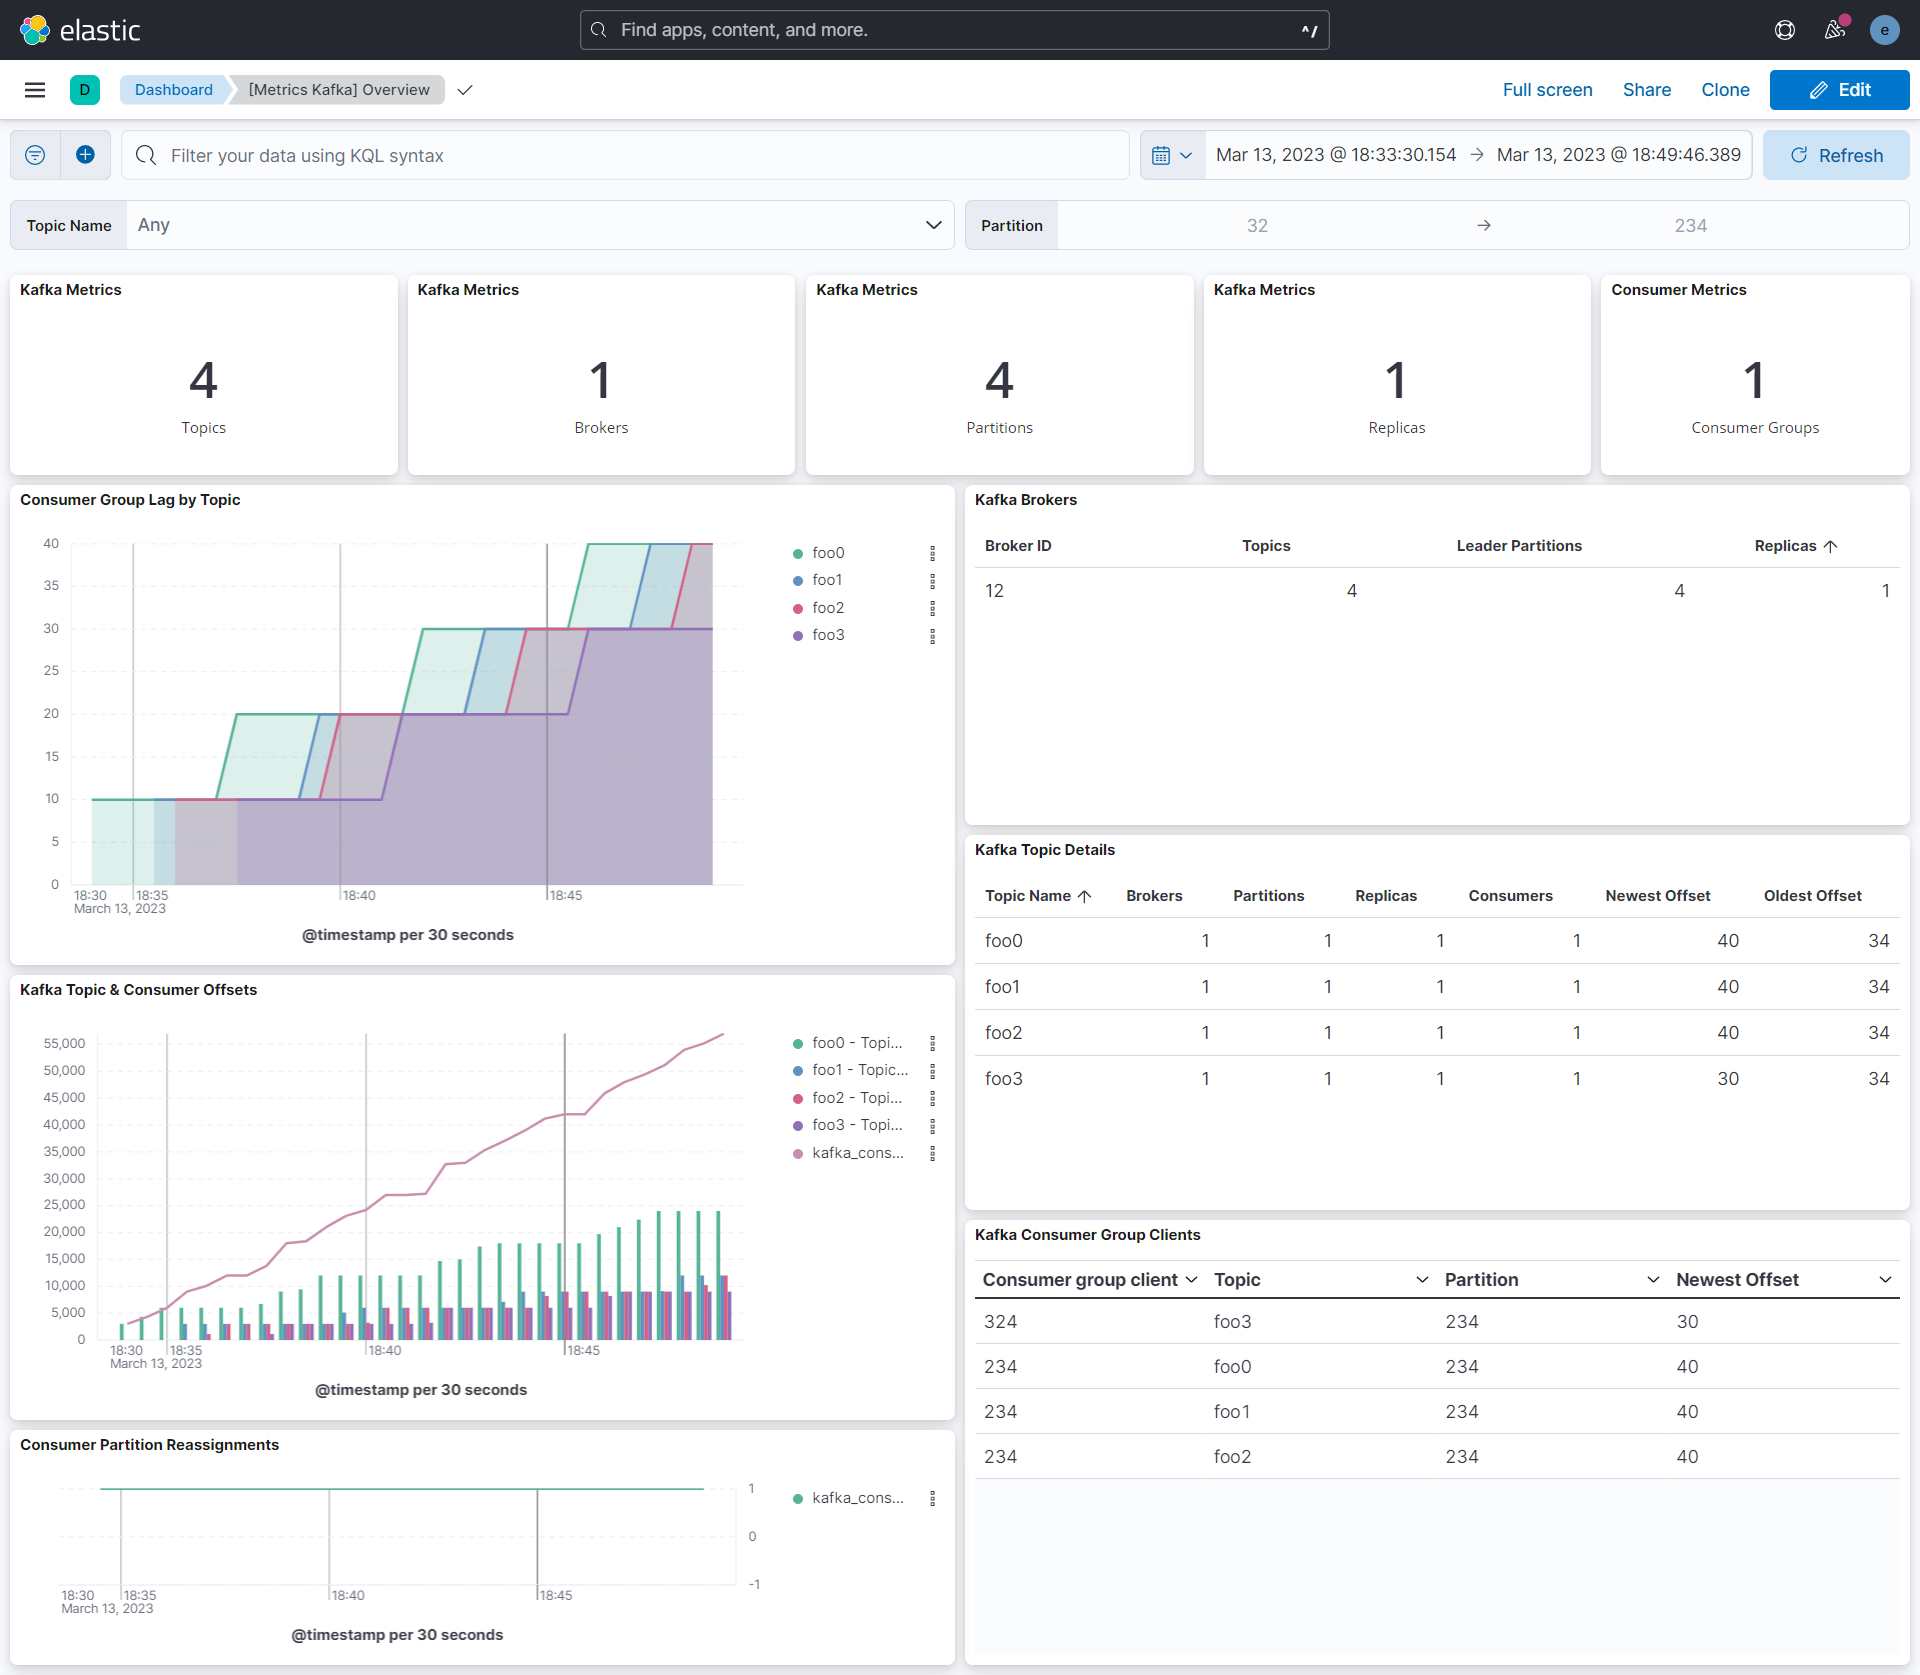 elastic
Find apps, content, and more.
^/
e
D
Dashboard
[Metrics Kafka] Overview
Full screen
Share
Clone
Edit
Filter your data using KQL syntax
Mar 13, 2023 @ 18:33:30.154 → Mar 13, 2023 @ 18:49:46.389
Refresh
Topic Name
Any
Partition
32 → 234
Kafka Metrics
4
Topics
Kafka Metrics
1
Brokers
Kafka Metrics
4
Partitions
Kafka Metrics
1
Replicas
Consumer Metrics
1
Consumer Groups
Consumer Group Lag by Topic
40
35
30
25
20
15
10
5
0
18:30 18:35 18:40 18:45
March 13, 2023
@timestamp per 30 seconds
foo0
foo1
foo2
foo3
Kafka Brokers
Broker ID Topics Leader Partitions Replicas
12 4 4 1
Kafka Topic Details
Topic Name Brokers Partitions Replicas Consumers Newest Offset Oldest Offset
foo0 1 1 1 1 40 34
foo1 1 1 1 1 40 34
foo2 1 1 1 1 40 34
foo3 1 1 1 1 30 34
Kafka Topic & Consumer Offsets
55,000
50,000
45,000
40,000
35,000
30,000
25,000
20,000
15,000
10,000
5,000
0
18:30 18:35 18:40 18:45
March 13, 2023
@timestamp per 30 seconds
foo0 - Topi...
foo1 - Topic...
foo2 - Topi...
foo3 - Topi...
kafka_cons...
Kafka Consumer Group Clients
Consumer group client Topic Partition Newest Offset
324 foo3 234 30
234 foo0 234 40
234 foo1 234 40
234 foo2 234 40
Consumer Partition Reassignments
1
0
-1
18:30 18:35 18:40 18:45
March 13, 2023
@timestamp per 30 seconds
kafka_cons...